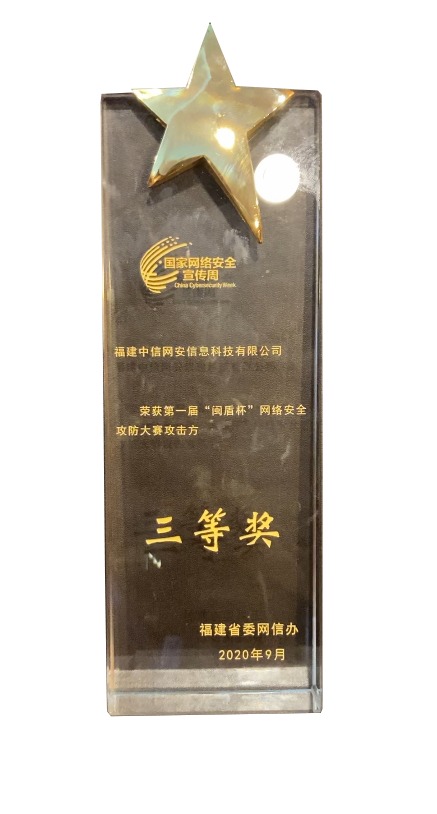 国家网络安全
宣传周
China Cybersecurity Week
福建中信网安信息科技有限公司
荣获第一届“闽盾杯”网络安全
攻防大赛攻击方
三等奖
福建省委网信办
2020年9月